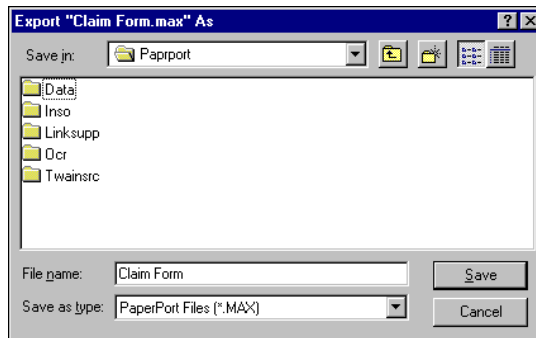 Export "Claim Form.max" As
Save in: Paprport
Data
Inso
Linksupp
Ocr
Twainsrc
File name: Claim Form Save
Save as type: PaperPort Files (*.MAX) Cancel